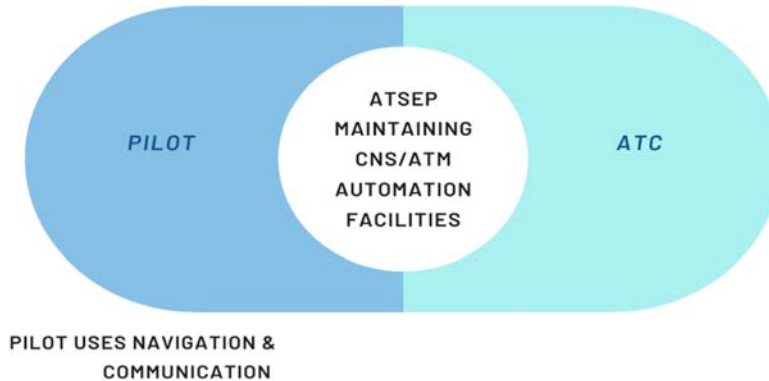 PILOT
ATSEP
MAINTAINING
CNS/ATM
AUTOMATION
FACILITIES
ATC
PILOT USES NAVIGATION &
COMMUNICATION